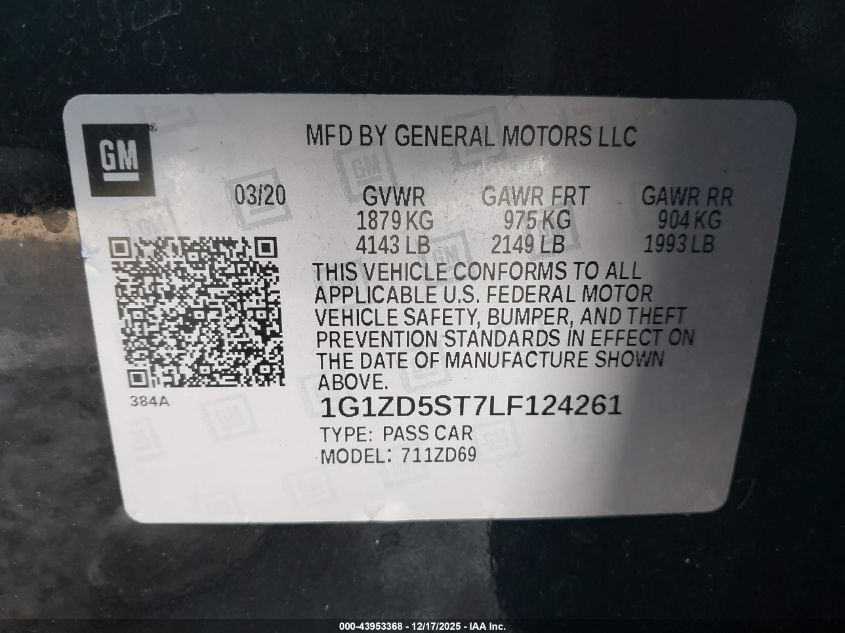 GM
MFD BY GENERAL MOTORS LLC
03/20 GVWR GAWR FRT GAWR RR
1879 KG 975 KG 904 KG
4143 LB 2149 LB 1993 LB
THIS VEHICLE CONFORMS TO ALL
APPLICABLE U.S. FEDERAL MOTOR
VEHICLE SAFETY, BUMPER, AND THEFT
PREVENTION STANDARDS IN EFFECT ON
THE DATE OF MANUFACTURE SHOWN
ABOVE.
384A
1G1ZD5ST7LF124261
TYPE: PASS CAR
MODEL: 711ZD69
000-43953368 - 12/17/2025 - IAA Inc.